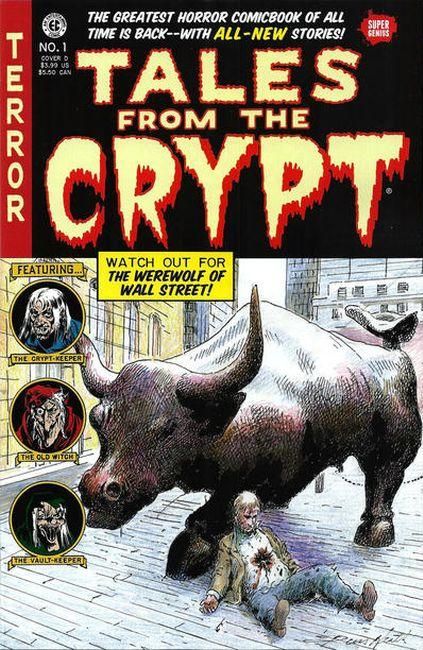 TERROR
EC
THE GREATEST HORROR COMICBOOK OF ALL
TIME IS BACK--WITH ALL-NEW STORIES!
SUPER
GENIUS
NO. 1
COVER D
$3.99 US
$5.50 CAN
TALES
FROM THE
CRYPT
®
WATCH OUT FOR
THE WEREWOLF OF
WALL STREET!
FEATURING...
THE CRYPT-KEEPER
THE OLD WITCH
THE VAULT-KEEPER